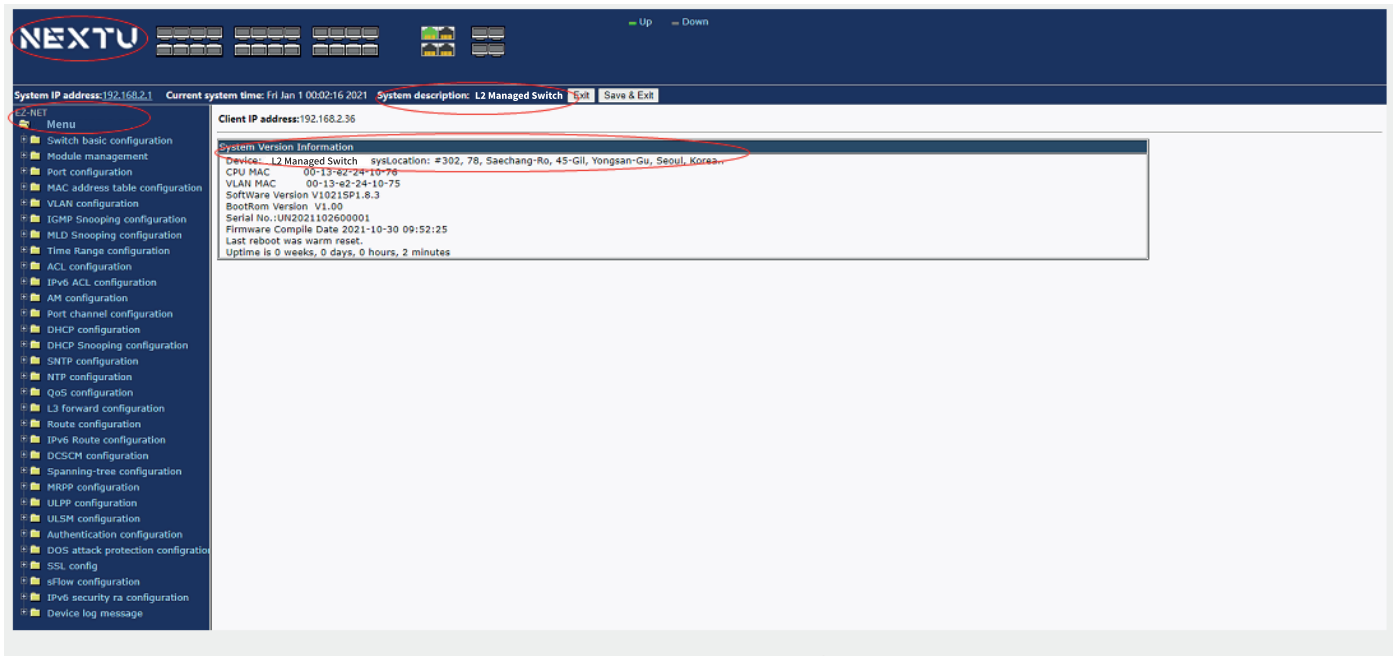 NEXTU
Up Down
System IP address:192.168.2.1 Current system time: Fri Jan 1 00:02:16 2021 System description: L2 Managed Switch Exit Save & Exit
EZ-NET
Menu
Switch basic configuration
Module management
Port configuration
MAC address table configuration
VLAN configuration
IGMP Snooping configuration
MLD Snooping configuration
Time Range configuration
ACL configuration
IPv6 ACL configuration
AM configuration
Port channel configuration
DHCP configuration
DHCP Snooping configuration
SNTP configuration
NTP configuration
QoS configuration
L3 forward configuration
Route configuration
IPv6 Route configuration
DCSCM configuration
Spanning-tree configuration
MRPP configuration
ULPP configuration
ULSM configuration
Authentication configuration
DOS attack protection configration
SSL config
sFlow configuration
IPv6 security ra configuration
Device log message
Client IP address:192.168.2.36
System Version Information
Device: L2 Managed Switch sysLocation: #302, 78, Saechang-Ro, 45-Gil, Yongsan-Gu, Seoul, Korea..
CPU MAC 00-13-e2-24-10-76
VLAN MAC 00-13-e2-24-10-75
SoftWare Version V1021SP1.8.3
BootRom Version V1.00
Serial No.:UN2021102600001
Firmware Compile Date 2021-10-30 09:52:25
Last reboot was warm reset.
Uptime is 0 weeks, 0 days, 0 hours, 2 minutes